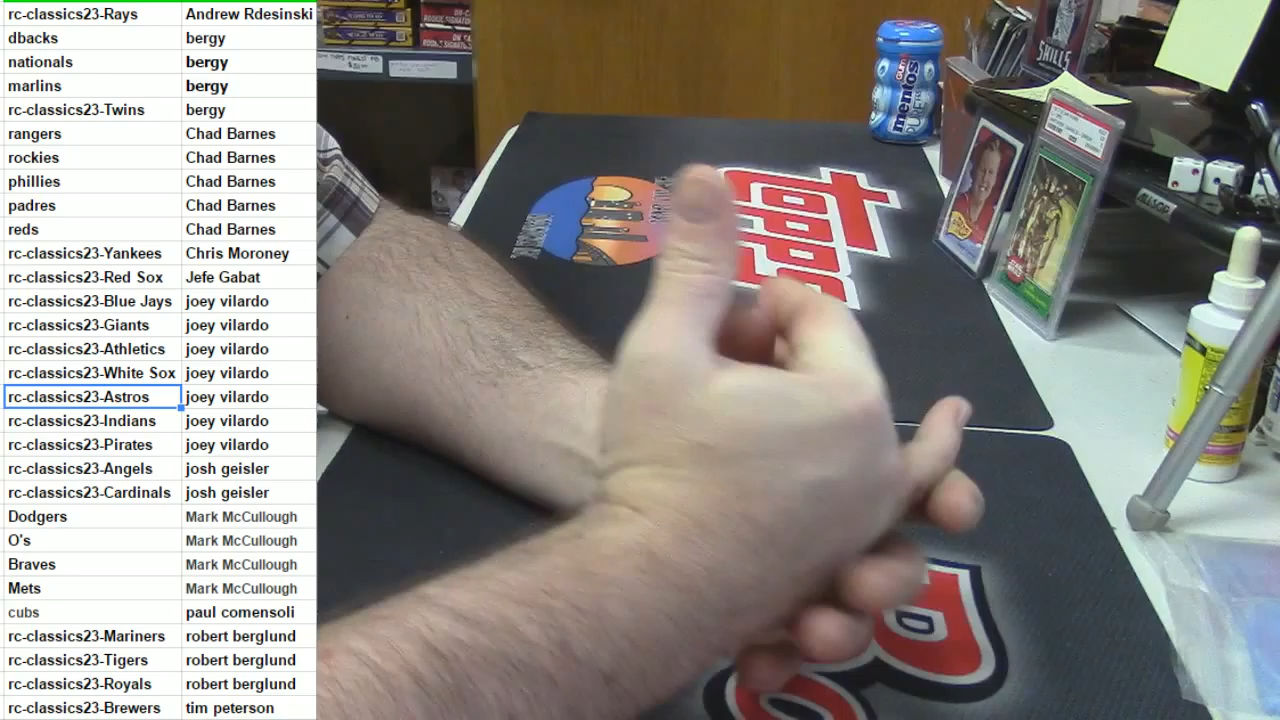 rc-classics23-Rays Andrew Rdesinski
dbacks bergy
nationals bergy
marlins bergy
rc-classics23-Twins bergy
rangers Chad Barnes
rockies Chad Barnes
phillies Chad Barnes
padres Chad Barnes
reds Chad Barnes
rc-classics23-Yankees Chris Moroney
rc-classics23-Red Sox Jefe Gabat
rc-classics23-Blue Jays joey vilardo
rc-classics23-Giants joey vilardo
rc-classics23-Athletics joey vilardo
rc-classics23-White Sox joey vilardo
rc-classics23-Astros joey vilardo
rc-classics23-Indians joey vilardo
rc-classics23-Pirates joey vilardo
rc-classics23-Angels josh geisler
rc-classics23-Cardinals josh geisler
Dodgers Mark McCullough
O's Mark McCullough
Braves Mark McCullough
Mets Mark McCullough
cubs paul comensoli
rc-classics23-Mariners robert berglund
rc-classics23-Tigers robert berglund
rc-classics23-Royals robert berglund
rc-classics23-Brewers tim peterson
GUM
mentos
PURE
SKILLS
topps
ALLSOP